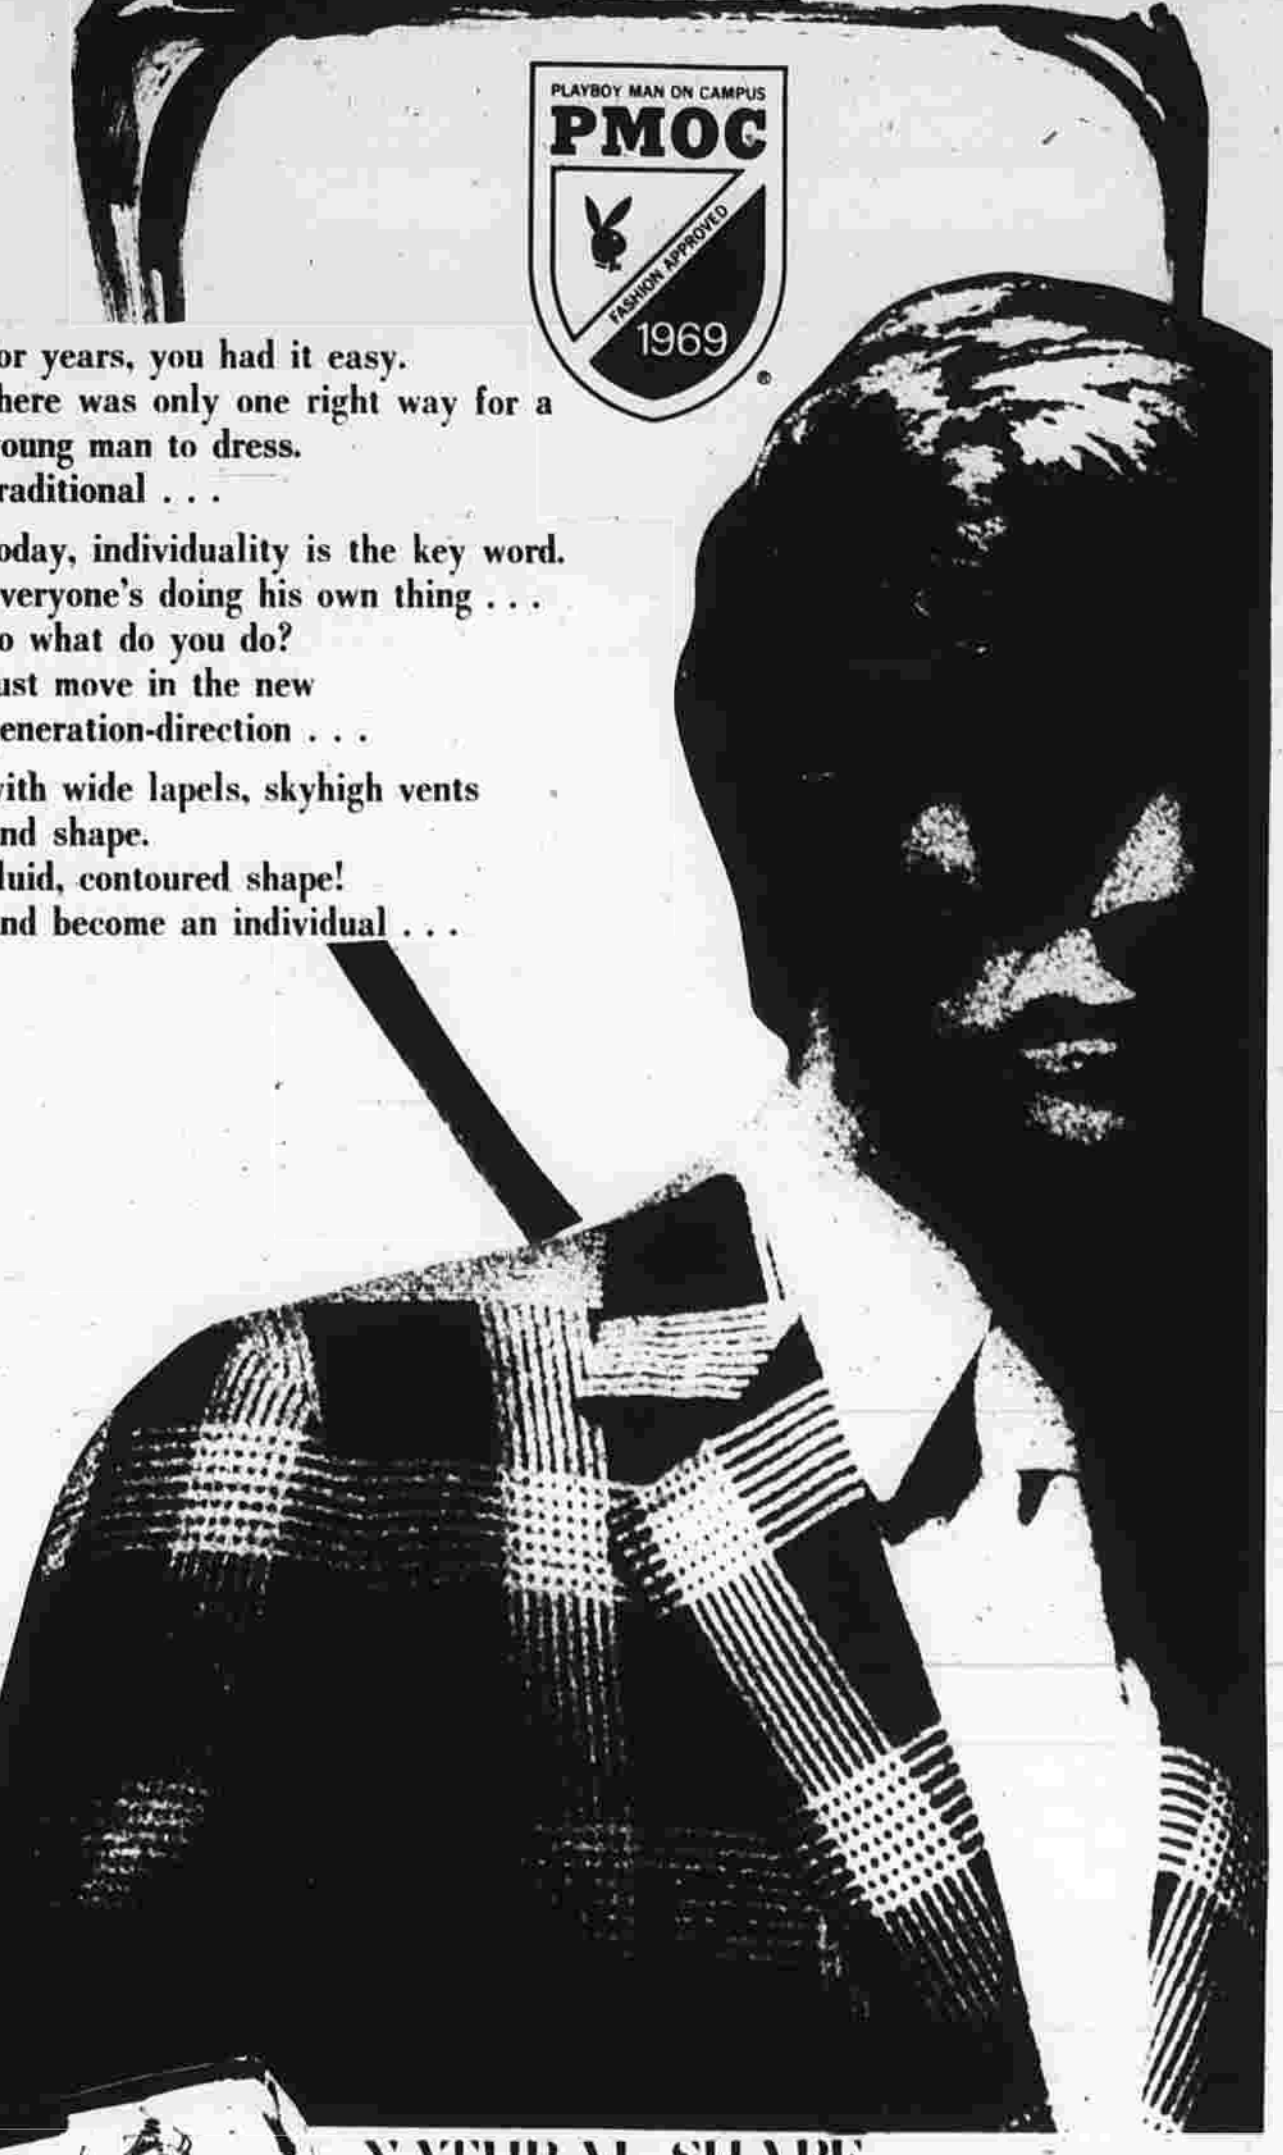 PLAYBOY MAN ON CAMPUS
PMOC
FASHION APPROVED
1969
®
or years, you had it easy.
here was only one right way for a
oung man to dress.
raditional . . .
oday, individuality is the key word.
veryone's doing his own thing . . .
o what do you do?
ust move in the new
eneration-direction . . .
ith wide lapels, skyhigh vents
nd shape.
luid, contoured shape!
nd become an individual . . .
NATURAL SHAPE